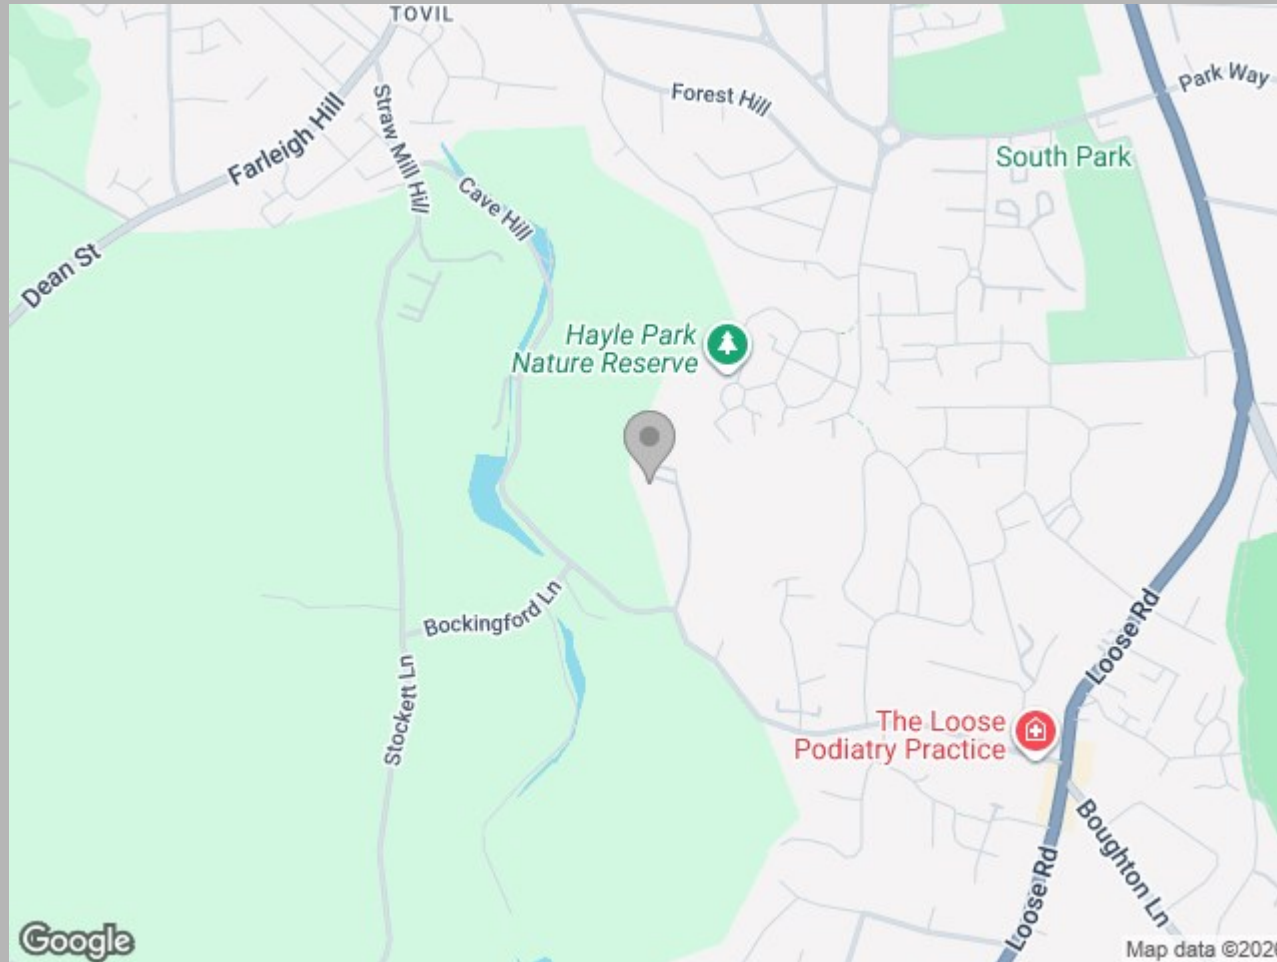 TOVIL
Park Way
Forest Hill
Straw Mill Hill
Farleigh Hill
South Park
Cave Hill
Dean St
Hayle Park
Nature Reserve
Bockingford Ln
Loose Rd
Stockett Ln
The Loose
Podiatry Practice
Boughton Ln
Loose Rd
Google
Map data ©2026